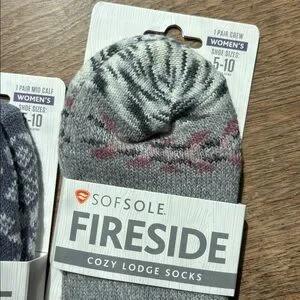 1 PAIR CREW
WOMEN'S
SHOE SIZES:
5-10
1 PAIR MID CALF
WOMEN'S
SHOE SIZES:
5-10
SOFSOLE
FIRESIDE
COZY LODGE SOCKS